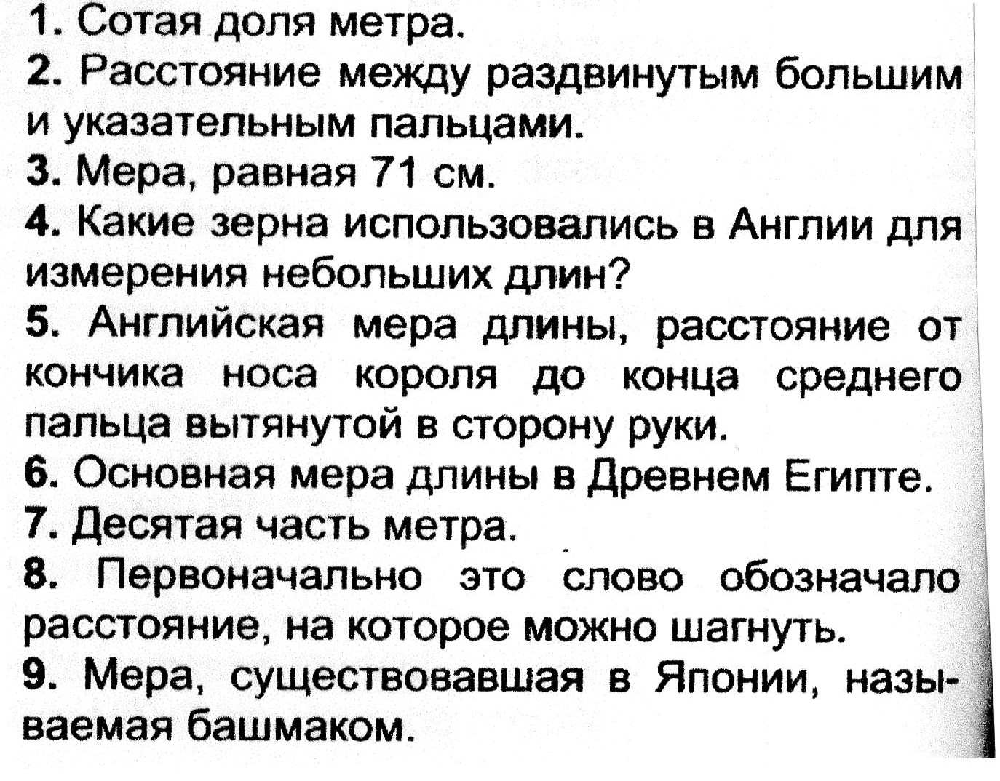 1. Сотая доля метра.
2. Расстояние между раздвинутым большим
и указательным пальцами.
3. Мера, равная 71 см.
4. Какие зерна использовались в Англии для
измерения небольших длин?
5. Английская мера длины, расстояние от
кончика носа короля до конца среднего
пальца вытянутой в сторону руки.
6. Основная мера длины в Древнем Египте.
7. Десятая часть метра.
8. Первоначально это слово обозначало
расстояние, на которое можно шагнуть.
9. Мера, существовавшая в Японии, назы-
ваемая башмаком.